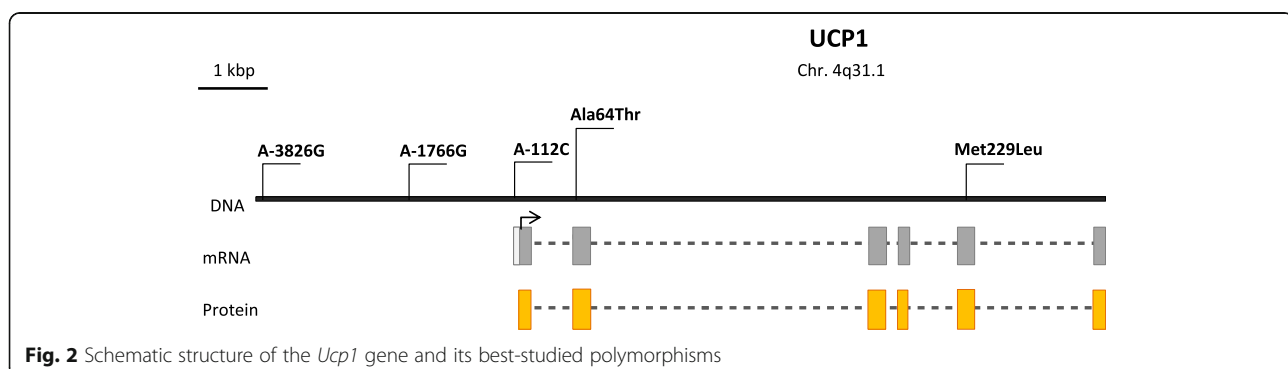 UCP1
Chr. 4q31.1
1 kbp
Ala64Thr
A-3826G
A-1766G
A-112C
Met229Leu
DNA
mRNA
Protein
Fig. 2 Schematic structure of the Ucp1 gene and its best-studied polymorphisms